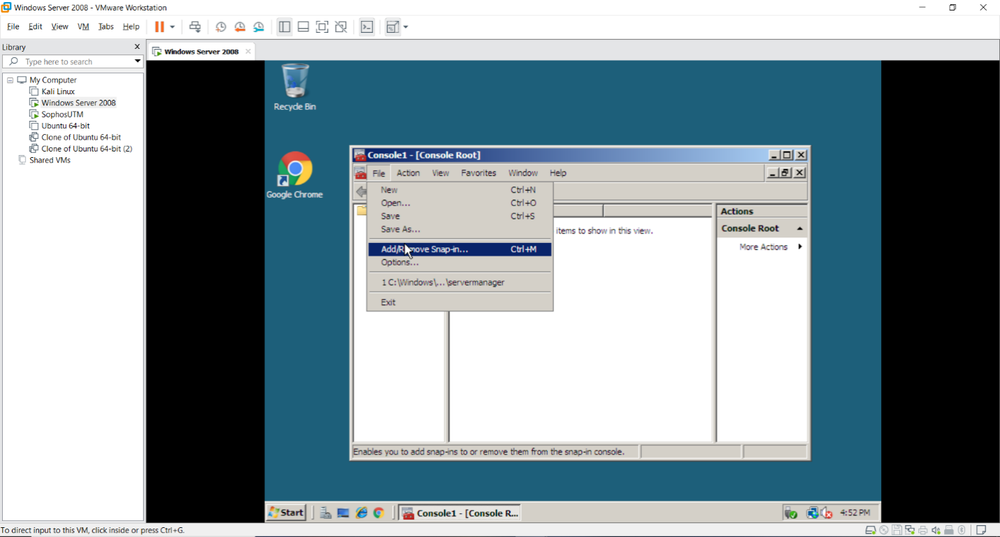 Windows Server 2008 - VMware Workstation
File Edit View VM Tabs Help
Library
Windows Server 2008
Type here to search
My Computer
Kali Linux
Windows Server 2008
SophosUTM
Ubuntu 64-bit
Clone of Ubuntu 64-bit
Clone of Ubuntu 64-bit (2)
Shared VMs
Recycle Bin
Google Chrome
Console1 - [Console Root]
File Action View Favorites Window Help
New Ctrl+N
Open... Ctrl+O
Save Ctrl+S
Save As...
Add/Remove Snap-in... Ctrl+M
Options...
1 C:\Windows\...\servermanager
Exit
items to show in this view.
Actions
Console Root
More Actions
Enables you to add snap-ins to or remove them from the snap-in console.
Start
Console1 - [Console R...
4:52 PM
To direct input to this VM, click inside or press Ctrl+G.